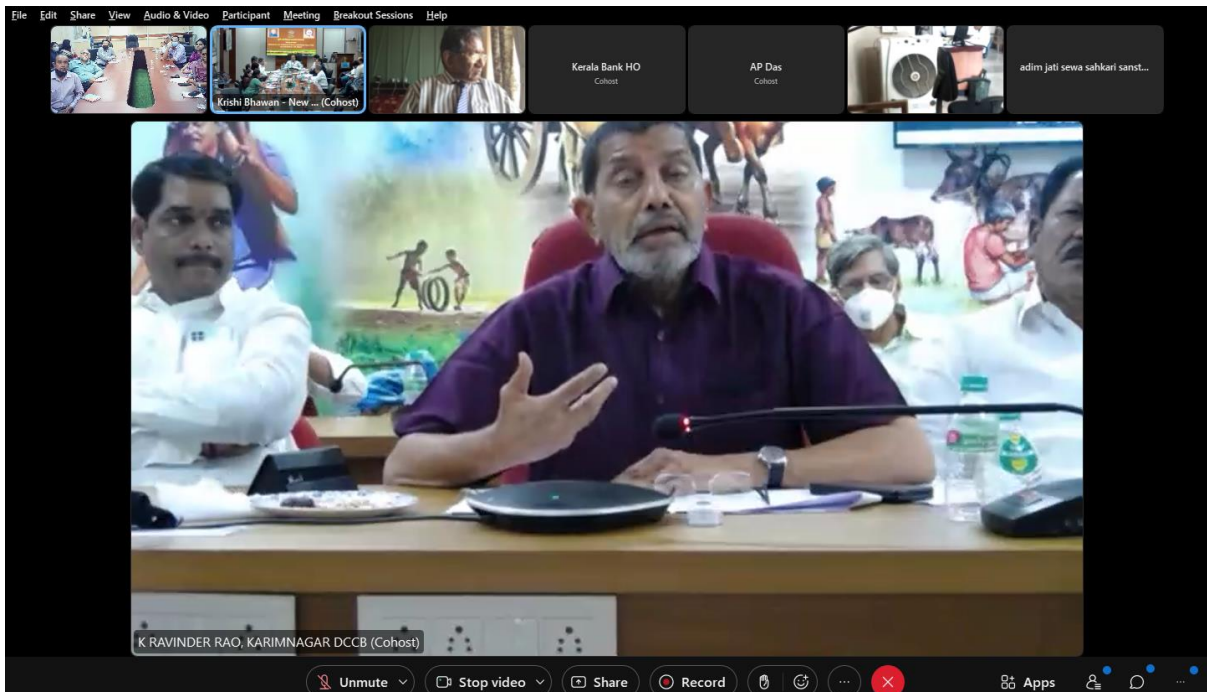 File Edit Share View Audio & Video Participant Meeting Breakout Sessions Help
Krishi Bhawan - New ... (Cohost)
Kerala Bank HO
Cohost
AP Das
Cohost
adim jati sewa sahkari sanst...
K RAVINDER RAO, KARIMNAGAR DCCB (Cohost)
Unmute
Stop video
Share
Record
...
Apps
...